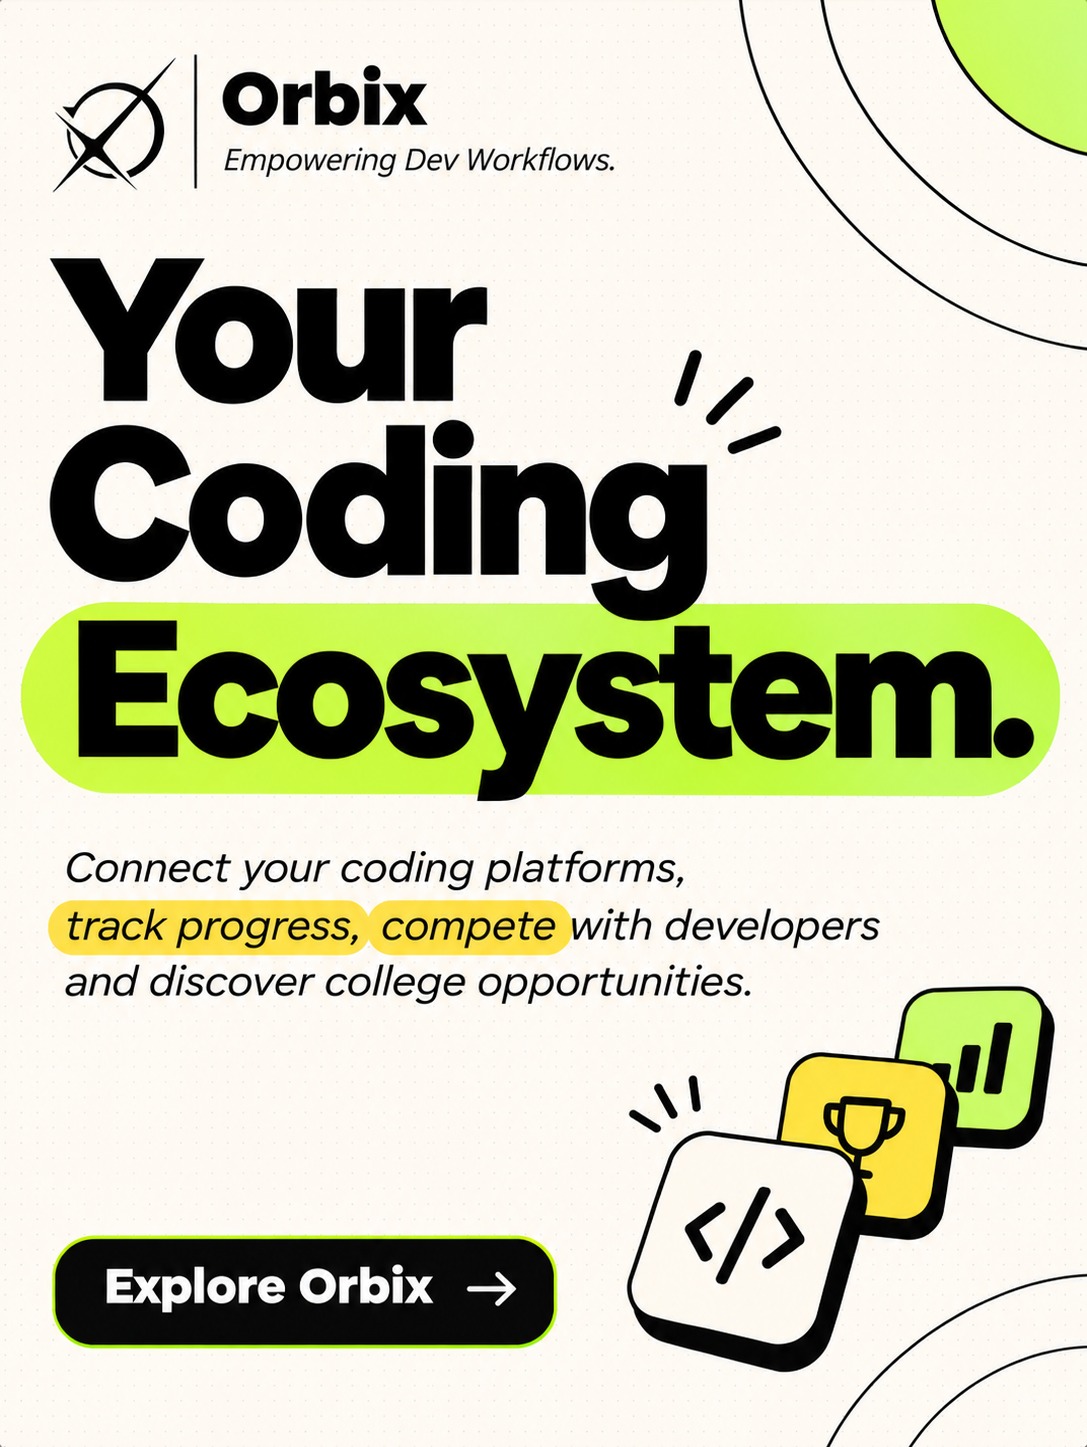 Orbix
Empowering Dev Workflows.
Your
Coding
Ecosystem.
Connect your coding platforms,
track progress, compete with developers
and discover college opportunities.
</>
Explore Orbix →